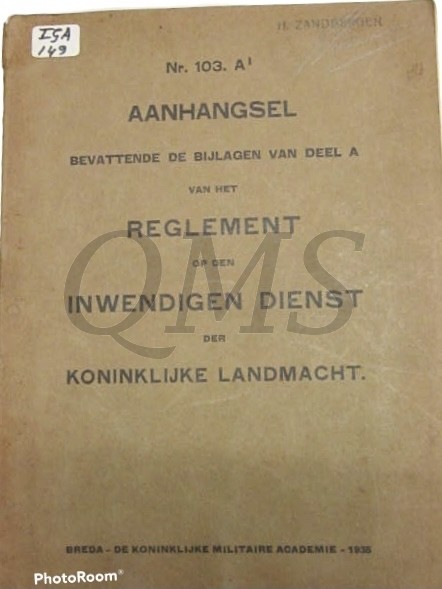 IGA
149
H. ZANDBERGEN
Nr. 103. A¹
AANHANGSEL
BEVATTENDE DE BIJLAGEN VAN DEEL A
VAN HET
REGLEMENT
OP DEN
QMS
INWENDIGEN DIENST
DER
KONINKLIJKE LANDMACHT.
BREDA - DE KONINKLIJKE MILITAIRE ACADEMIE - 1935
PhotoRoom®